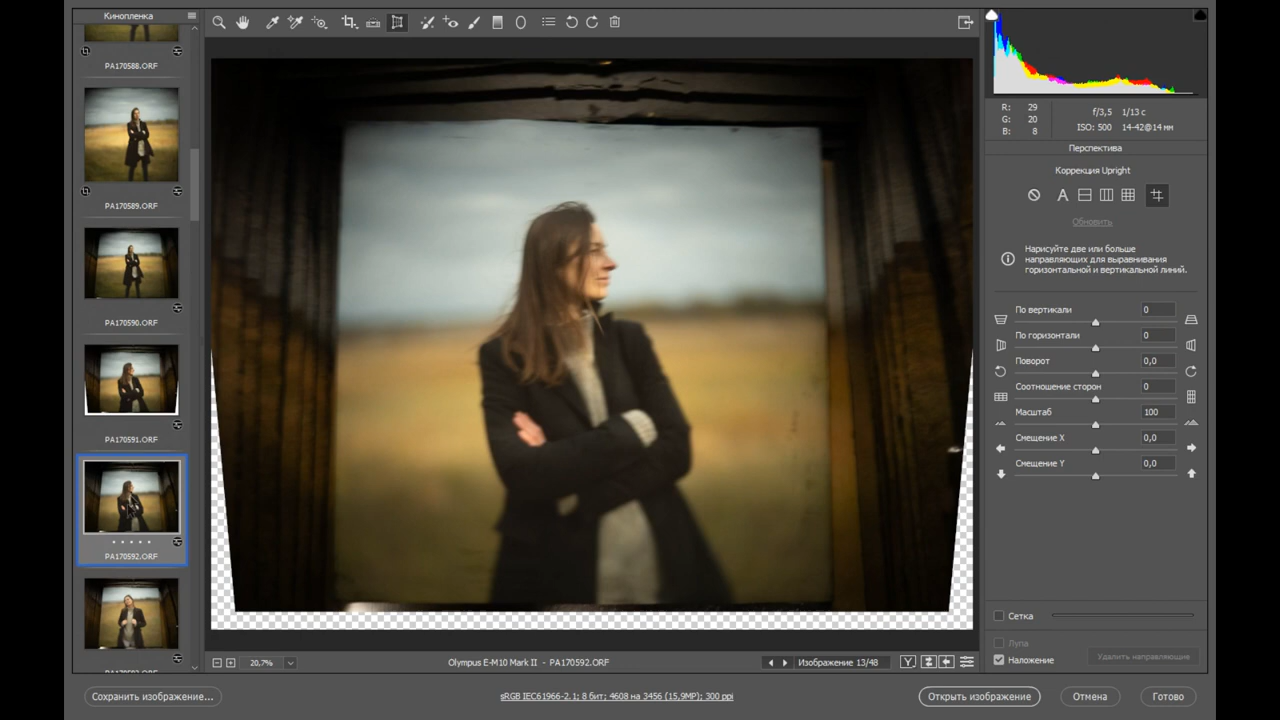 Кинопленка
PA170588.ORF
PA170589.ORF
PA170590.ORF
PA170591.ORF
PA170592.ORF
20,7%
Olympus E-M10 Mark II - PA170592.ORF
Изображение 13/48
R: 29
G: 20
B: 8
f/3,5 1/13 с
ISO: 500 14-42@14 мм
Перспектива
Коррекция Upright
A
Обновить
Нарисуйте две или больше
направляющих для выравнивания
горизонтальной и вертикальной линий.
По вертикали 0
По горизонтали 0
Поворот 0,0
Соотношение сторон 0
Масштаб 100
Смещение X 0,0
Смещение Y 0,0
Сетка
Лупа
Наложение
Удалить направляющие
Сохранить изображение...
sRGB IEC61966-2.1; 8 бит; 4608 на 3456 (15,9MP); 300 ppi
Открыть изображение
Отмена
Готово